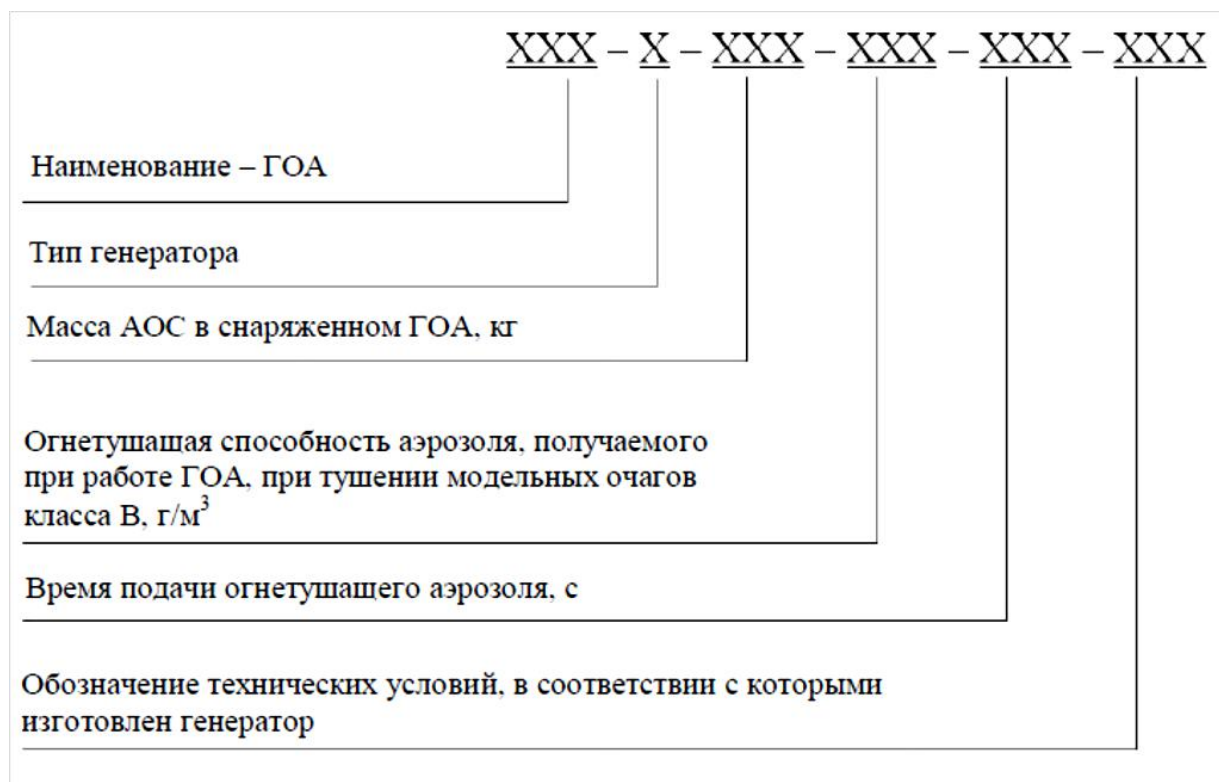 XXX – X – XXX – XXX – XXX – XXX
Наименование – ГОА
Тип генератора
Масса АОС в снаряженном ГОА, кг
Огнетушащая способность аэрозоля, получаемого
при работе ГОА, при тушении модельных очагов
класса В, г/м³
Время подачи огнетушащего аэрозоля, с
Обозначение технических условий, в соответствии с которыми
изготовлен генератор